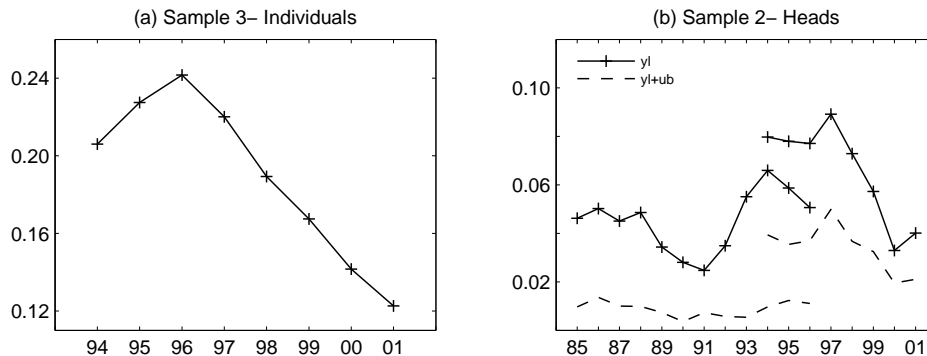 (a) Sample 3– Individuals
0.24
0.20
0.16
0.12
94 95 96 97 98 99 00 01
(b) Sample 2– Heads
yl
yl+ub
0.10
0.06
0.02
85 87 89 91 93 95 97 99 01